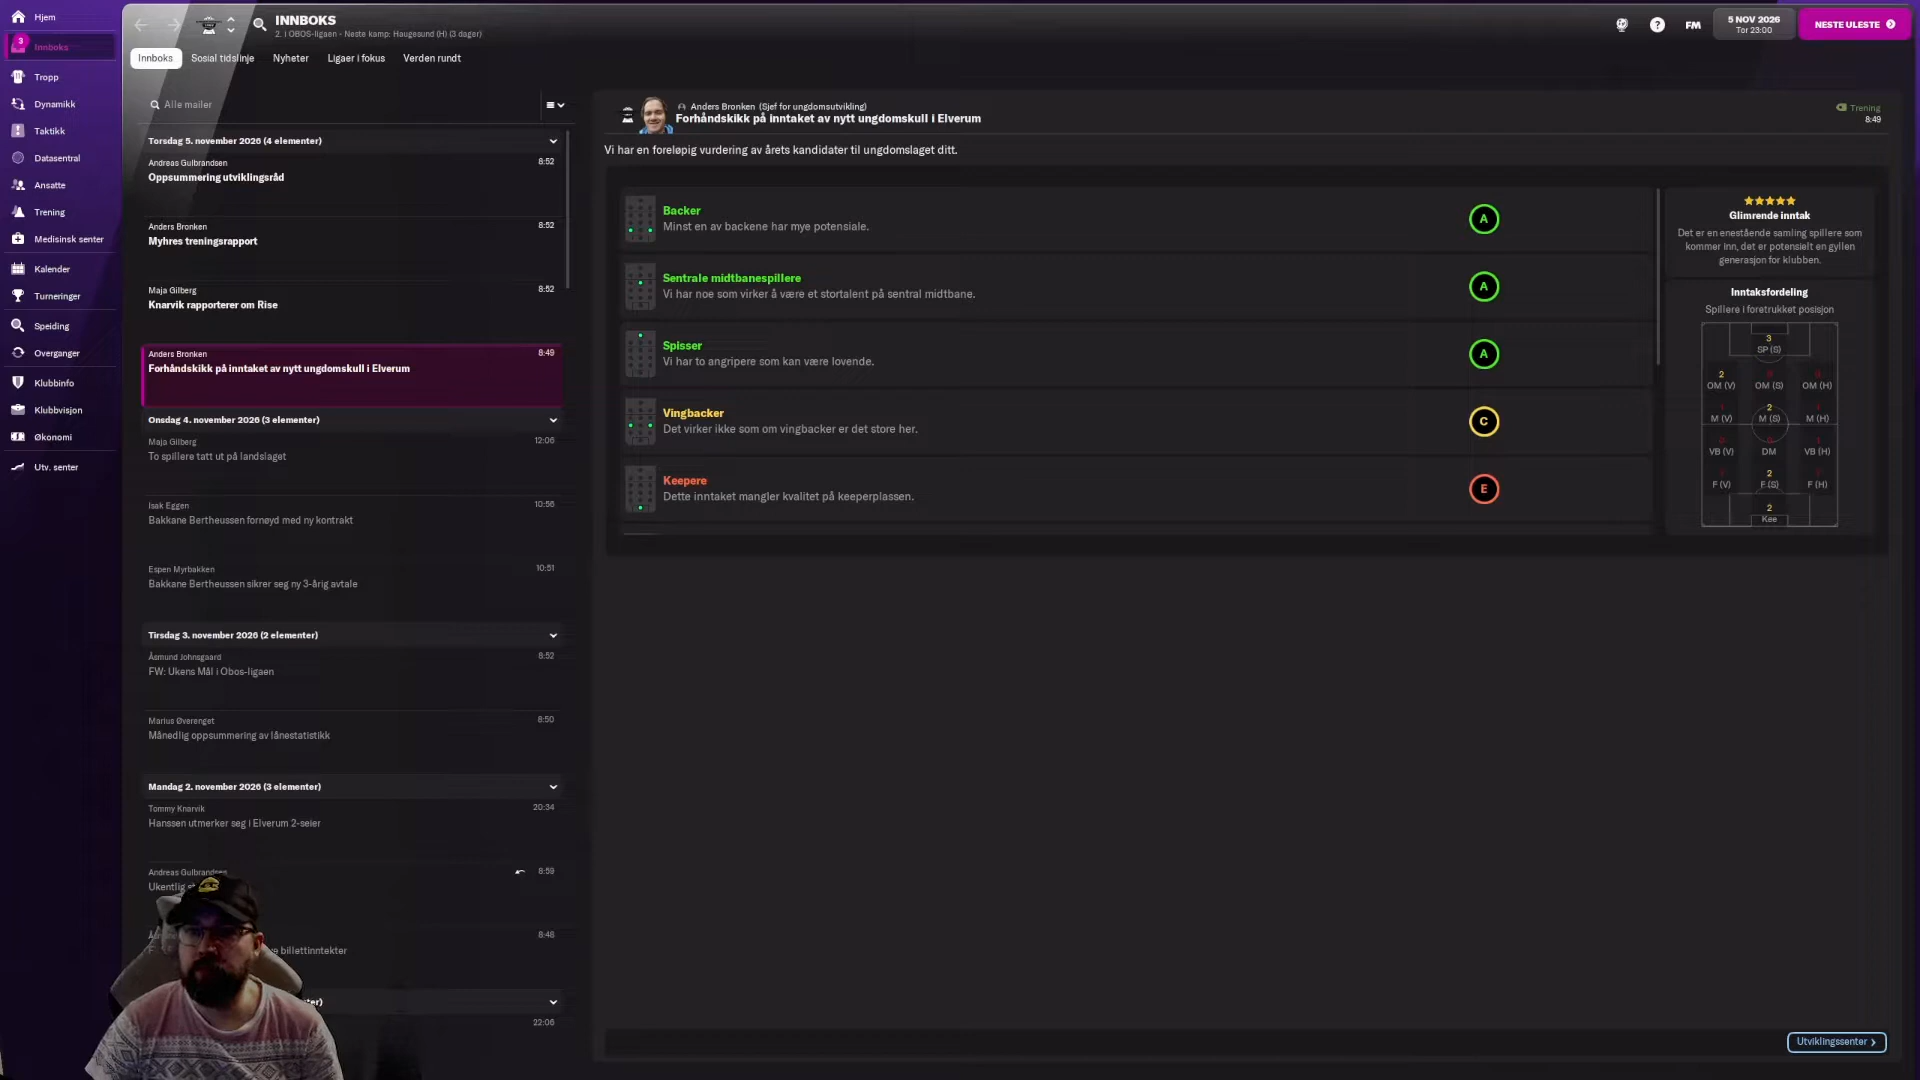 Hjem
3
Innboks
Tropp
Dynamikk
Taktikk
Datasentral
Ansatte
Trening
Medisinsk senter
Kalender
Turneringer
Speiding
Overganger
Klubbinfo
Klubbvisjon
Økonomi
Utv. senter
INNBOKS
2. i OBOS-ligaen - Neste kamp: Haugesund (H) (3 dager)
5 NOV 2026
Tor 23:00
FM
NESTE ULESTE
Innboks Sosial tidslinje Nyheter Ligaer i fokus Verden rundt
Alle mailer
Torsdag 5. november 2026 (4 elementer)
Andreas Gulbrandsen 8:52
Oppsummering utviklingsråd
Anders Bronken 8:52
Myhres treningsrapport
Maja Gilberg 8:52
Knarvik rapporterer om Rise
Anders Bronken 8:49
Forhåndskikk på inntaket av nytt ungdomskull i Elverum
Onsdag 4. november 2026 (3 elementer)
Maja Gilberg 12:06
To spillere tatt ut på landslaget
Isak Eggen 10:56
Bakkane Bertheussen fornøyd med ny kontrakt
Espen Myrbakken 10:51
Bakkane Bertheussen sikrer seg ny 3-årig avtale
Tirsdag 3. november 2026 (2 elementer)
Åsmund Johnsgaard 8:52
FW: Ukens Mål i Obos-ligaen
Marius Øverenget 8:50
Månedlig oppsummering av lånestatistikk
Mandag 2. november 2026 (3 elementer)
Tommy Knarvik 20:34
Hanssen utmerker seg i Elverum 2-seier
Andreas Gulbrandsen 8:59
Ukentlig
8:48
billettinntekter
22:06
Anders Bronken (Sjef for ungdomsutvikling)
Forhåndskikk på inntaket av nytt ungdomskull i Elverum
Trening
8:49
Vi har en foreløpig vurdering av årets kandidater til ungdomslaget ditt.
Backer
Minst en av backene har mye potensiale.
A
Sentrale midtbanespillere
Vi har noe som virker å være et stortalent på sentral midtbane.
A
Spisser
Vi har to angripere som kan være lovende.
A
Vingbacker
Det virker ikke som om vingbacker er det store her.
C
Keepere
Dette inntaket mangler kvalitet på keeperplassen.
E
Glimrende inntak
Det er en enestående samling spillere som
kommer inn, det er potensielt en gyllen
generasjon for klubben.
Inntaksfordeling
Spillere i foretrukket posisjon
3
SP (S)
2
OM (V) OM (S) OM (H)
2
M (V) M (S) M (H)
VB (V) DM VB (H)
2
F (V) F (S) F (H)
2
Kee
Utviklingssenter